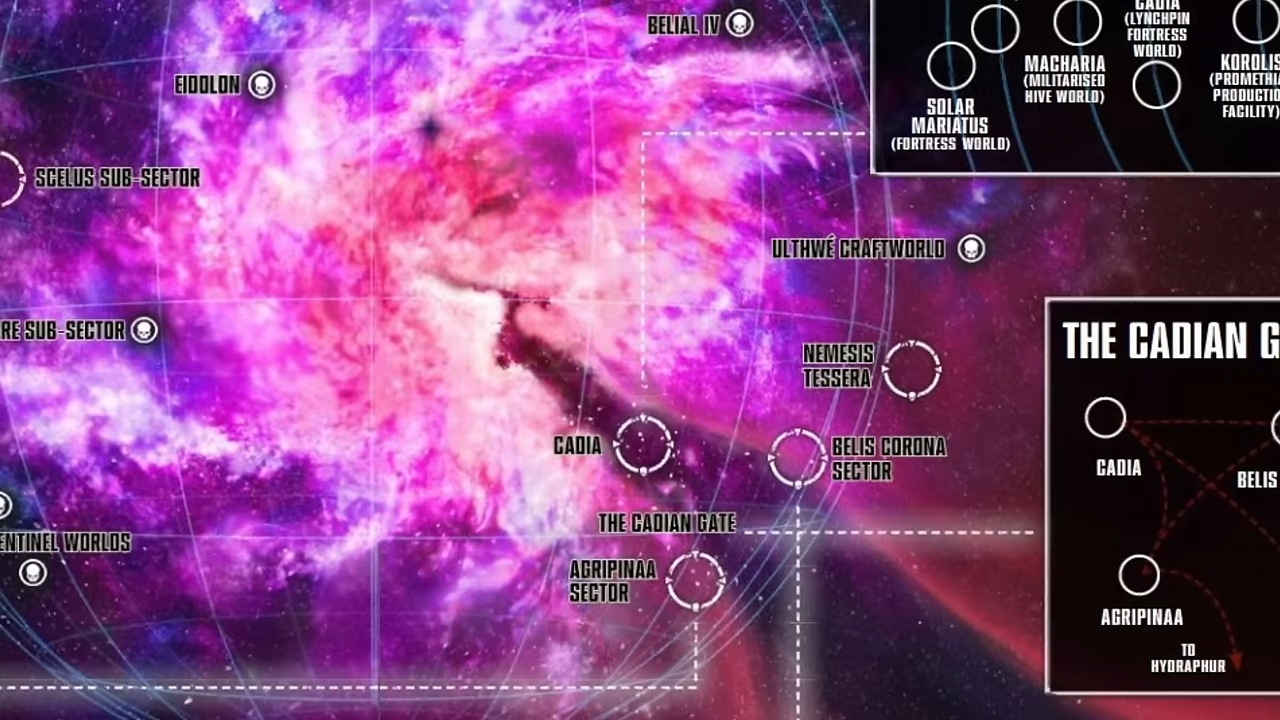 BELIAL IV
EIDOLON
SCELUS SUB-SECTOR
ULTHWÉ CRAFTWORLD
RE SUB-SECTOR
NEMESIS
TESSERA
CADIA
BELIS CORONA
SECTOR
THE CADIAN GATE
ENTINEL WORLDS
AGRIPINAA
SECTOR
CADIA
(LYNCHPIN
FORTRESS
WORLD)
MACHARIA
(MILITARISED
HIVE WORLD)
KOROLIS
(PROMETHI
PRODUCTIO
FACILITY)
SOLAR
MARIATUS
(FORTRESS WORLD)
THE CADIAN G
CADIA
BELIS
AGRIPINAA
TO
HYDRAPHUR